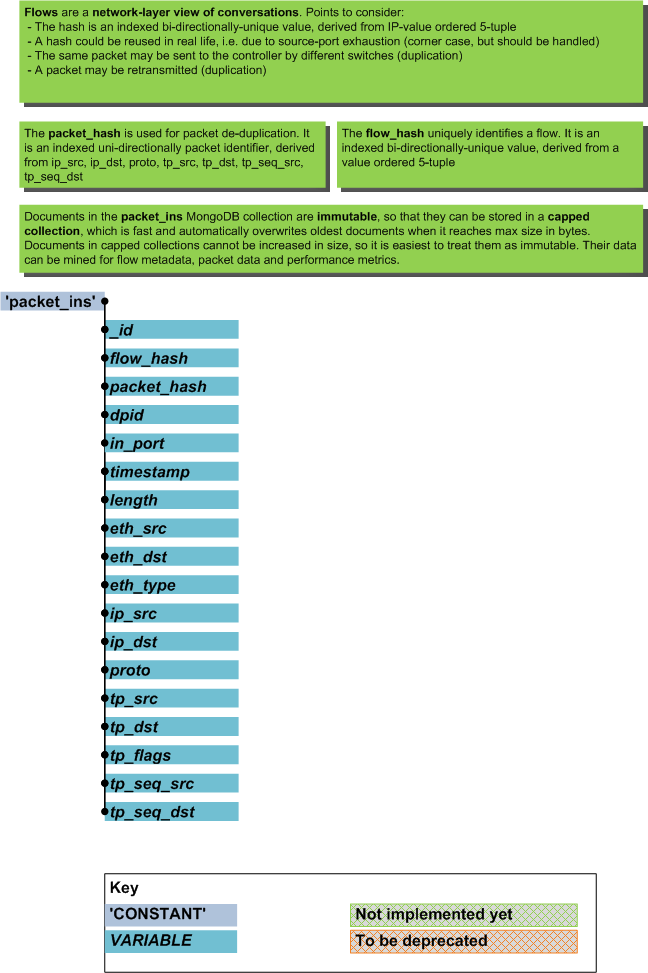 Flows are a network-layer view of conversations. Points to consider:
- The hash is an indexed bi-directionally-unique value, derived from IP-value ordered 5-tuple
- A hash could be reused in real life, i.e. due to source-port exhaustion (corner case, but should be handled)
- The same packet may be sent to the controller by different switches (duplication)
- A packet may be retransmitted (duplication)
The packet_hash is used for packet de-duplication. It
is an indexed uni-directionally packet identifier, derived
from ip_src, ip_dst, proto, tp_src, tp_dst, tp_seq_src,
tp_seq_dst
The flow_hash uniquely identifies a flow. It is an
indexed bi-directionally-unique value, derived from a
value ordered 5-tuple
Documents in the packet_ins MongoDB collection are immutable, so that they can be stored in a capped
collection, which is fast and automatically overwrites oldest documents when it reaches max size in bytes.
Documents in capped collections cannot be increased in size, so it is easiest to treat them as immutable. Their data
can be mined for flow metadata, packet data and performance metrics.
'packet_ins'
_id
flow_hash
packet_hash
dpid
in_port
timestamp
length
eth_src
eth_dst
eth_type
ip_src
ip_dst
proto
tp_src
tp_dst
tp_flags
tp_seq_src
tp_seq_dst
Key
'CONSTANT'
Not implemented yet
VARIABLE
To be deprecated